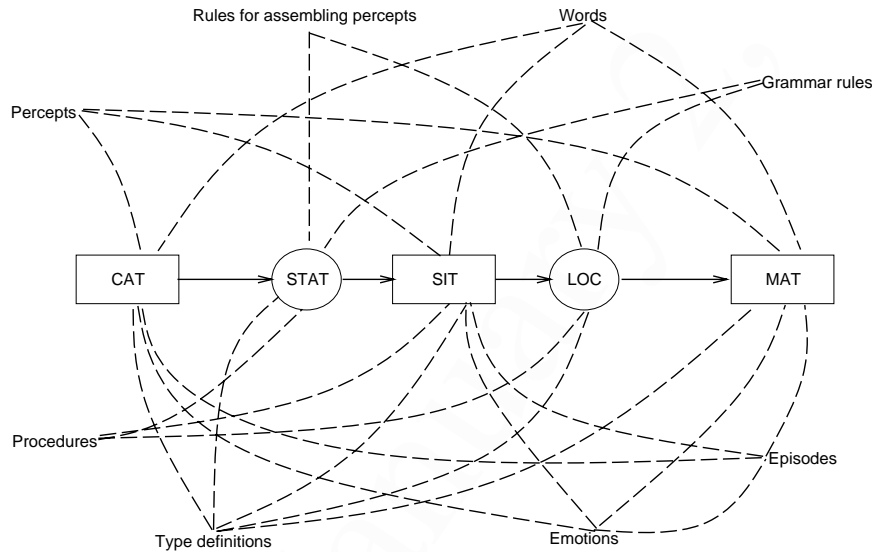 Rules for assembling percepts
Words
Grammar rules
Percepts
CAT
STAT
SIT
LOC
MAT
Procedures
Episodes
Type definitions
Emotions